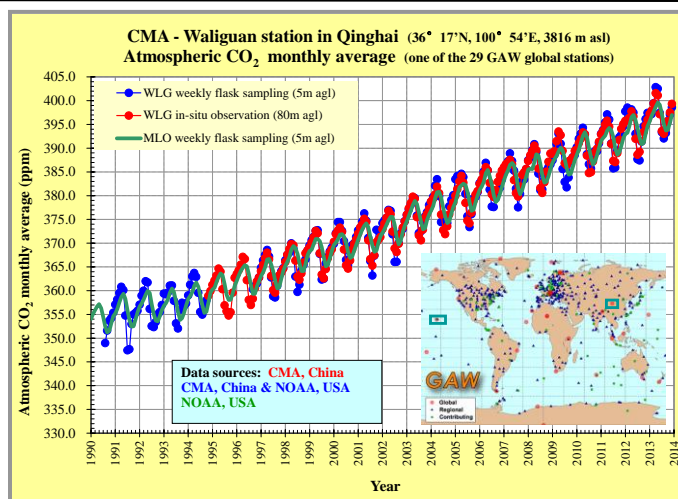 CMA - Waliguan station in Qinghai (36° 17'N, 100° 54'E, 3816 m asl)
Atmospheric CO₂ monthly average (one of the 29 GAW global stations)
405.0
400.0
395.0
390.0
385.0
380.0
375.0
370.0
365.0
360.0
355.0
350.0
345.0
340.0
335.0
330.0
Atmospheric CO₂ monthly average (ppm)
WLG weekly flask sampling (5m agl)
WLG in-situ observation (80m agl)
MLO weekly flask sampling (5m agl)
Data sources: CMA, China
CMA, China & NOAA, USA
NOAA, USA
GAW
Global
Regional
Contributing
1990
1991
1992
1993
1994
1995
1996
1997
1998
1999
2000
2001
2002
2003
2004
2005
2006
2007
2008
2009
2010
2011
2012
2013
2014
Year